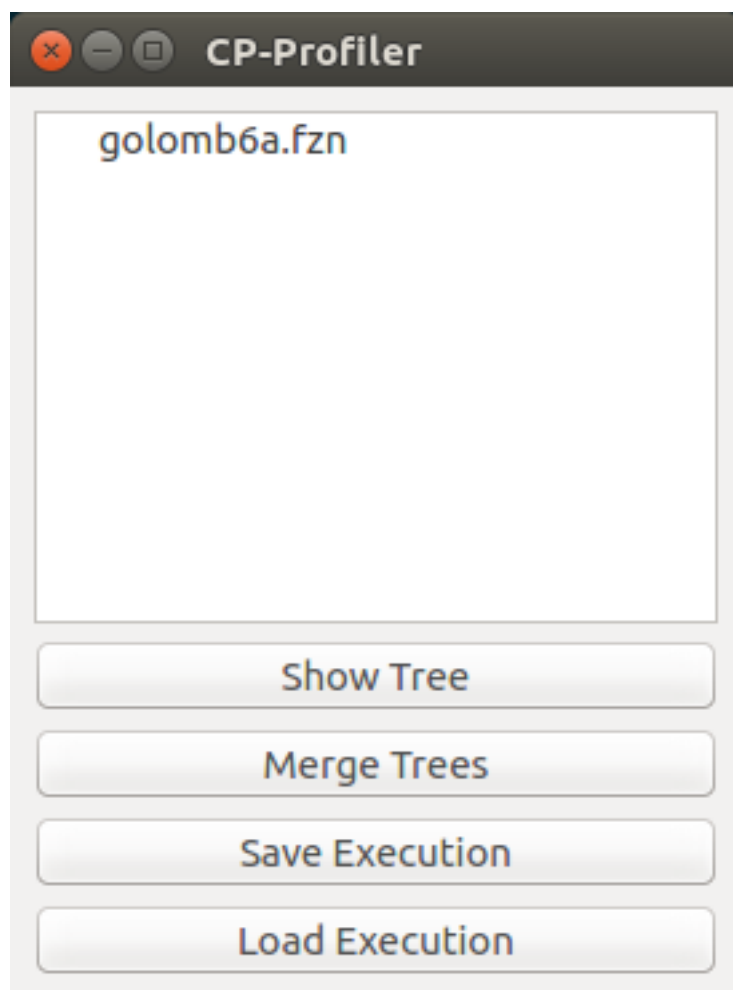 CP-Profiler
golomb6a.fzn
Show Tree
Merge Trees
Save Execution
Load Execution